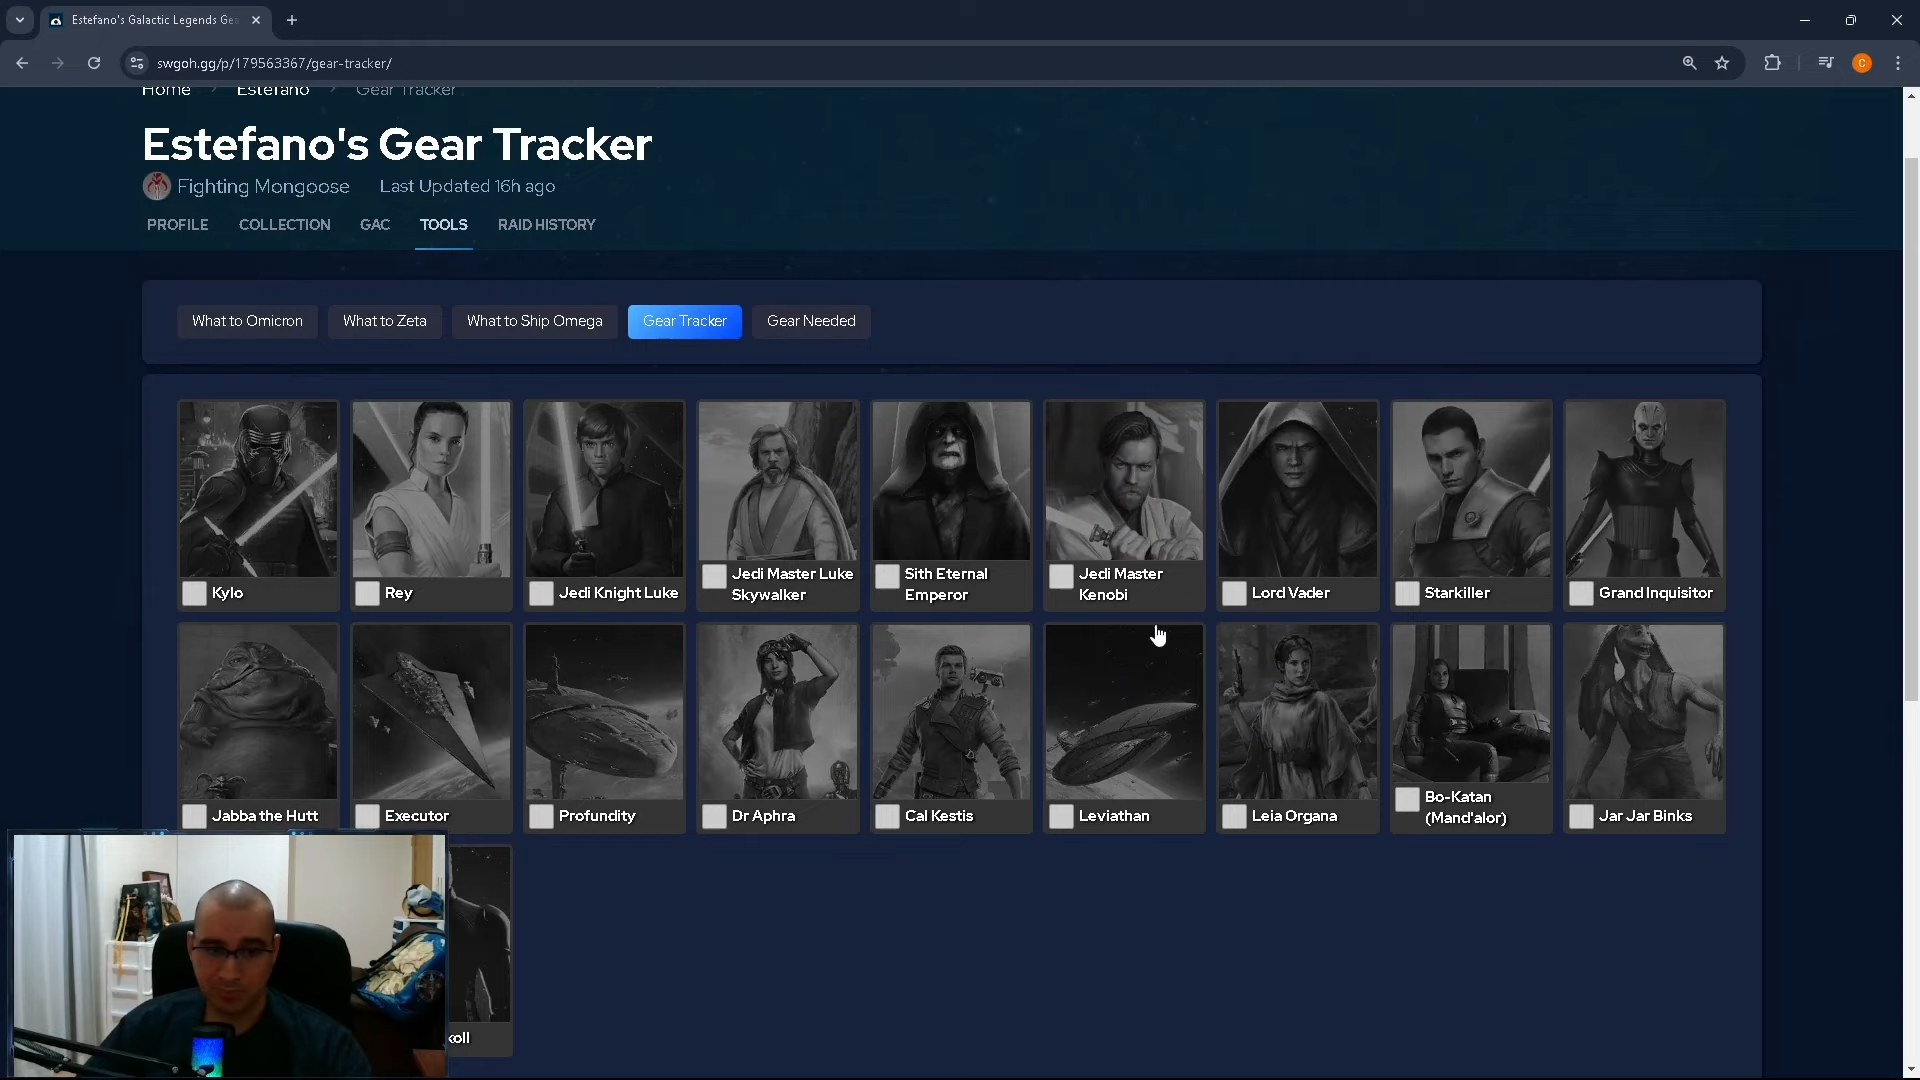 Estefano's Galactic Legends Gea
swgoh.gg/p/179563367/gear-tracker/
C
Home
Estefano
Gear Tracker
Estefano's Gear Tracker
Fighting Mongoose
Last Updated 16h ago
PROFILE
COLLECTION
GAC
TOOLS
RAID HISTORY
What to Omicron
What to Zeta
What to Ship Omega
Gear Tracker
Gear Needed
Kylo
Rey
Jedi Knight Luke
Jedi Master Luke
Skywalker
Sith Eternal
Emperor
Jedi Master
Kenobi
Lord Vader
Starkiller
Grand Inquisitor
Jabba the Hutt
Executor
Profundity
Dr Aphra
Cal Kestis
Leviathan
Leia Organa
Bo-Katan
(Mand'alor)
Jar Jar Binks
koll